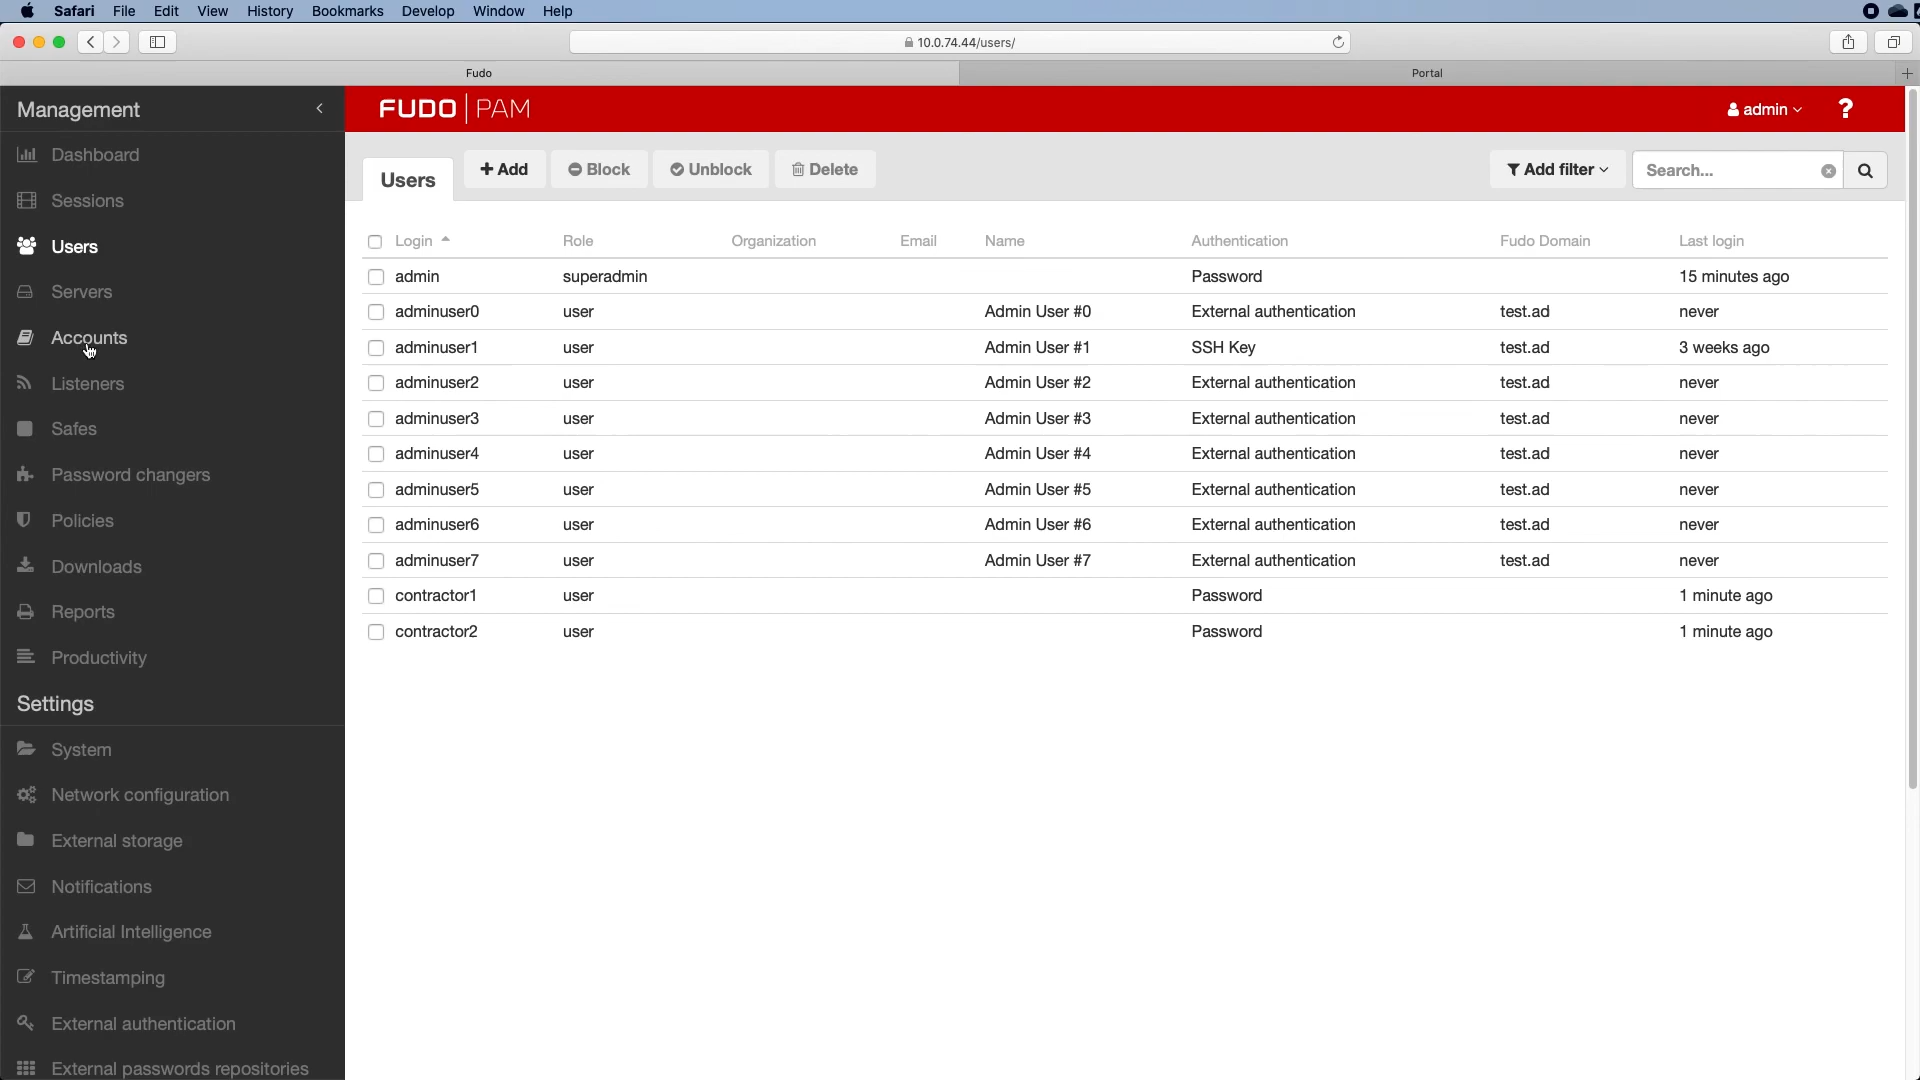 Safari File Edit View History Bookmarks Develop Window Help
10.0.74.44/users/
Fudo Portal
Management
FUDO PAM
admin ?
Dashboard
Sessions
Users
Servers
Accounts
Listeners
Safes
Password changers
Policies
Downloads
Reports
Productivity
Settings
System
Network configuration
External storage
Notifications
Artificial Intelligence
Timestamping
External authentication
External passwords repositories
Users + Add Block Unblock Delete Add filter Search...
Login Role Organization Email Name Authentication Fudo Domain Last login
admin superadmin Password 15 minutes ago
adminuser0 user Admin User #0 External authentication test.ad never
adminuser1 user Admin User #1 SSH Key test.ad 3 weeks ago
adminuser2 user Admin User #2 External authentication test.ad never
adminuser3 user Admin User #3 External authentication test.ad never
adminuser4 user Admin User #4 External authentication test.ad never
adminuser5 user Admin User #5 External authentication test.ad never
adminuser6 user Admin User #6 External authentication test.ad never
adminuser7 user Admin User #7 External authentication test.ad never
contractor1 user Password 1 minute ago
contractor2 user Password 1 minute ago